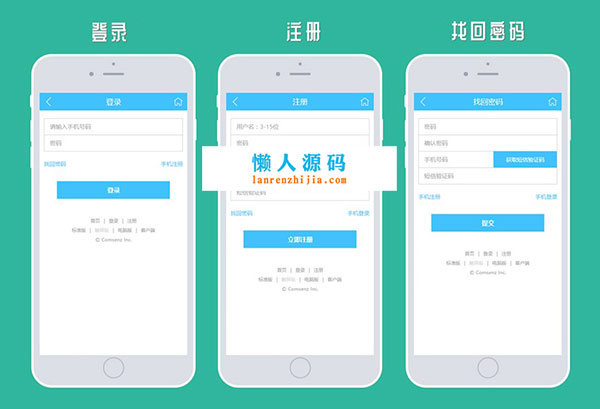 登录
注册
找回密码
登录
请输入手机号码
密码
找回密码 手机注册
登录
首页 | 登录 | 注册
标准版 | 触屏版 | 电脑版 | 客户端
© Comsenz Inc.
注册
用户名：3-15位
密码
懒人源码
lanrenzhijia.com
短信验证码
找回密码 手机登录
立即注册
首页 | 登录 | 注册
标准版 | 触屏版 | 电脑版 | 客户端
© Comsenz Inc.
找回密码
密码
确认密码
手机号码 获取短信验证码
短信验证码
手机注册 手机登录
提交
首页 | 登录 | 注册
标准版 | 触屏版 | 电脑版 | 客户端
© Comsenz Inc.